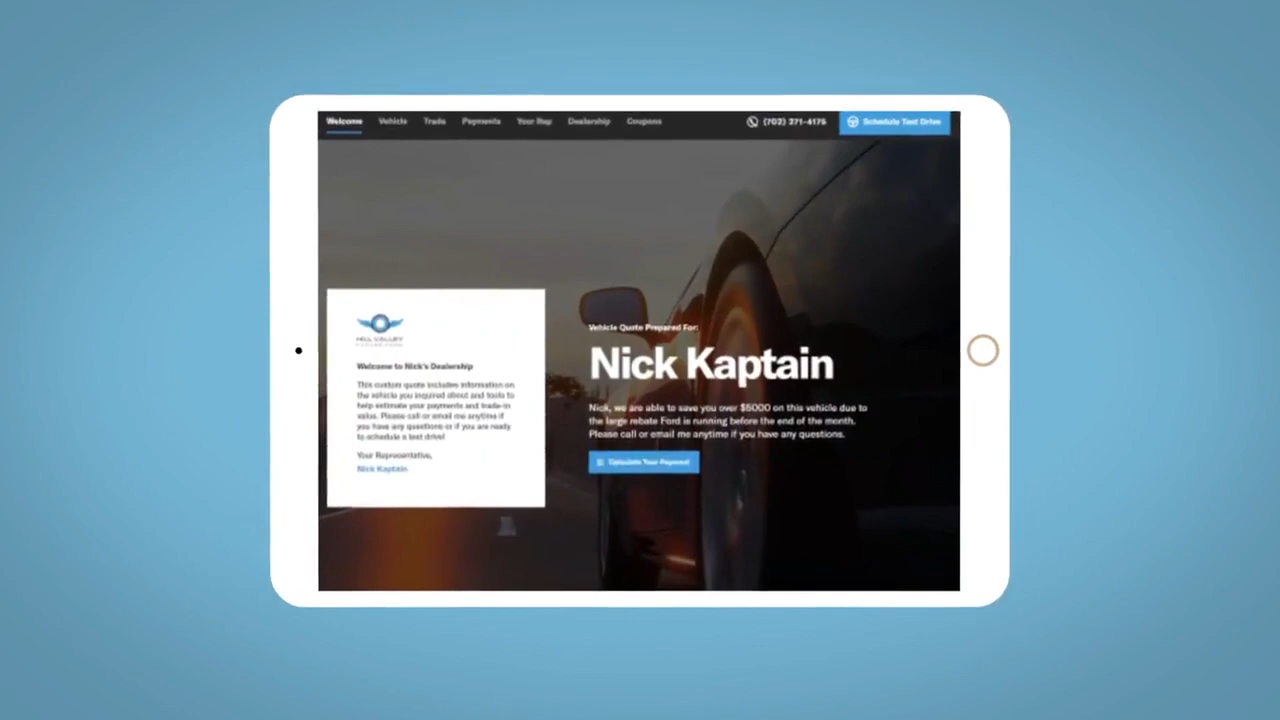 Welcome Vehicle Trade Payments Your Rep Dealership Coupons (702) 271-4175 Schedule Test Drive
HILL VALLEY
Welcome to Nick's Dealership
This custom quote includes information on
the vehicle you inquired about and tools to
help estimate your payments and trade-in
value. Please call or email me anytime if
you have any questions or if you are ready
to schedule a test drive!
Your Representative,
Nick Kaptain
Vehicle Quote Prepared For:
Nick Kaptain
Nick, we are able to save you over $5000 on this vehicle due to
the large rebate Ford is running before the end of the month.
Please call or email me anytime if you have any questions.
Calculate Your Payment